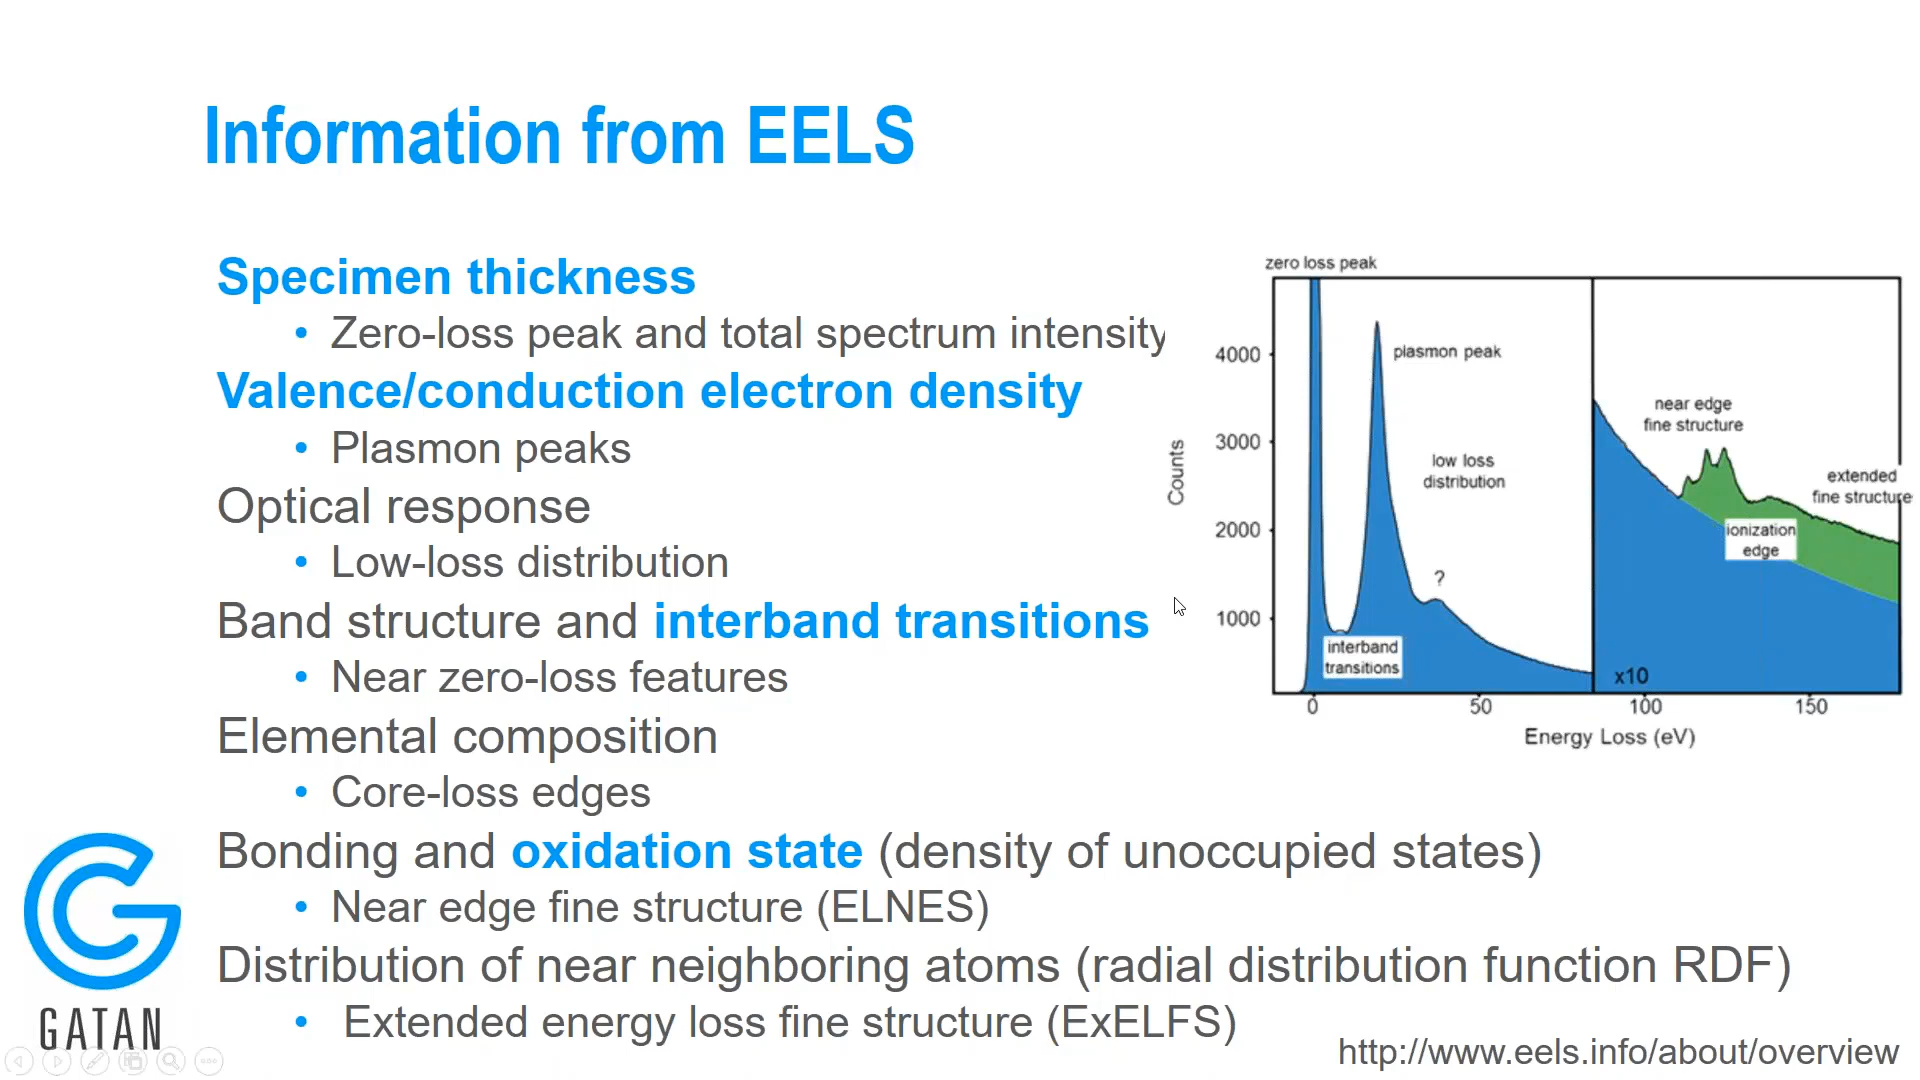 Information from EELS
Specimen thickness
• Zero-loss peak and total spectrum intensity
Valence/conduction electron density
• Plasmon peaks
Optical response
• Low-loss distribution
Band structure and interband transitions
• Near zero-loss features
Elemental composition
• Core-loss edges
Bonding and oxidation state (density of unoccupied states)
• Near edge fine structure (ELNES)
Distribution of near neighboring atoms (radial distribution function RDF)
• Extended energy loss fine structure (ExELFS)
zero loss peak
plasmon peak
low loss
distribution
?
interband
transitions
near edge
fine structure
extended
fine structure
ionization
edge
x10
Counts
4000
3000
2000
1000
0 50 100 150
Energy Loss (eV)
GATAN
http://www.eels.info/about/overview